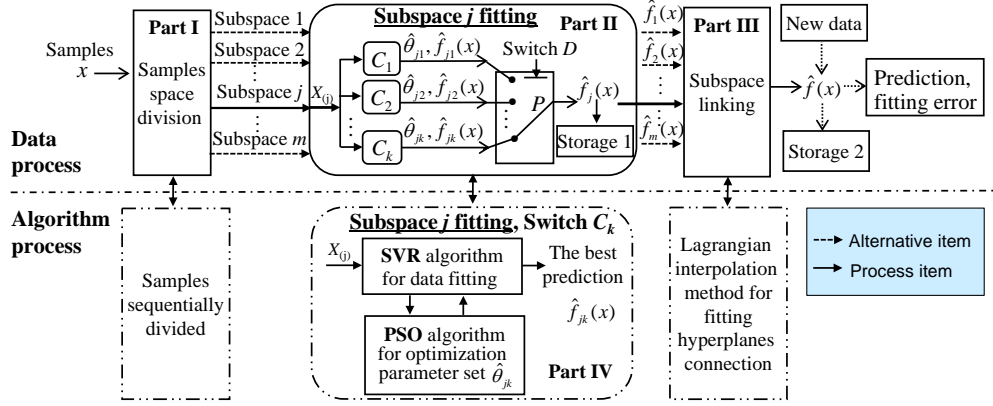 Samples
x
Part I
Samples
space
division
Subspace 1
Subspace 2
Subspace j
Subspace m
Subspace j fitting
Part II
X(j)
C1
C2
Ck
θ̂j1, f̂j1(x)
θ̂j2, f̂j2(x)
θ̂jk, f̂jk(x)
Switch D
P
f̂j(x)
Storage 1
f̂1(x)
f̂2(x)
f̂m(x)
Part III
Subspace
linking
New data
f̂(x)
Prediction,
fitting error
Storage 2
Data
process
Algorithm
process
Samples
sequentially
divided
Subspace j fitting, Switch Ck
X(j)
SVR algorithm
for data fitting
The best
prediction
f̂jk(x)
PSO algorithm
for optimization
parameter set θ̂jk
Part IV
Lagrangian
interpolation
method for
fitting
hyperplanes
connection
Alternative item
Process item